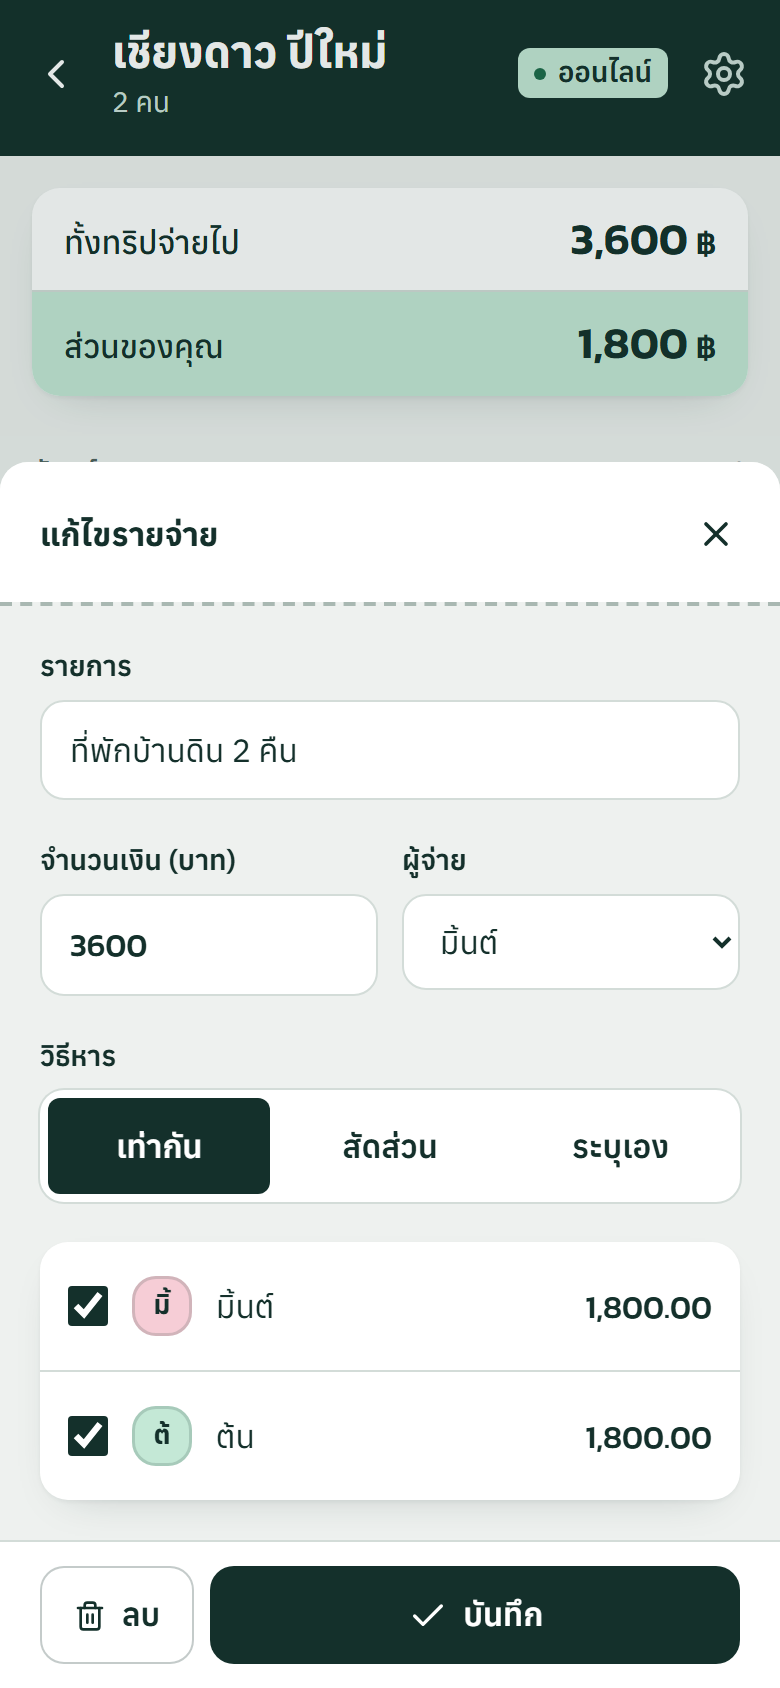 เชียงดาว ปีใหม่
2 คน
ออนไลน์
ทั้งทริปจ่ายไป
3,600 ฿
ส่วนของคุณ
1,800 ฿
แก้ไขรายจ่าย
รายการ
ที่พักบ้านดิน 2 คืน
จำนวนเงิน (บาท)
ผู้จ่าย
3600
มิ้นต์
วิธีหาร
เท่ากัน
สัดส่วน
ระบุเอง
มิ้
มิ้นต์
1,800.00
ต้
ต้น
1,800.00
ลบ
บันทึก